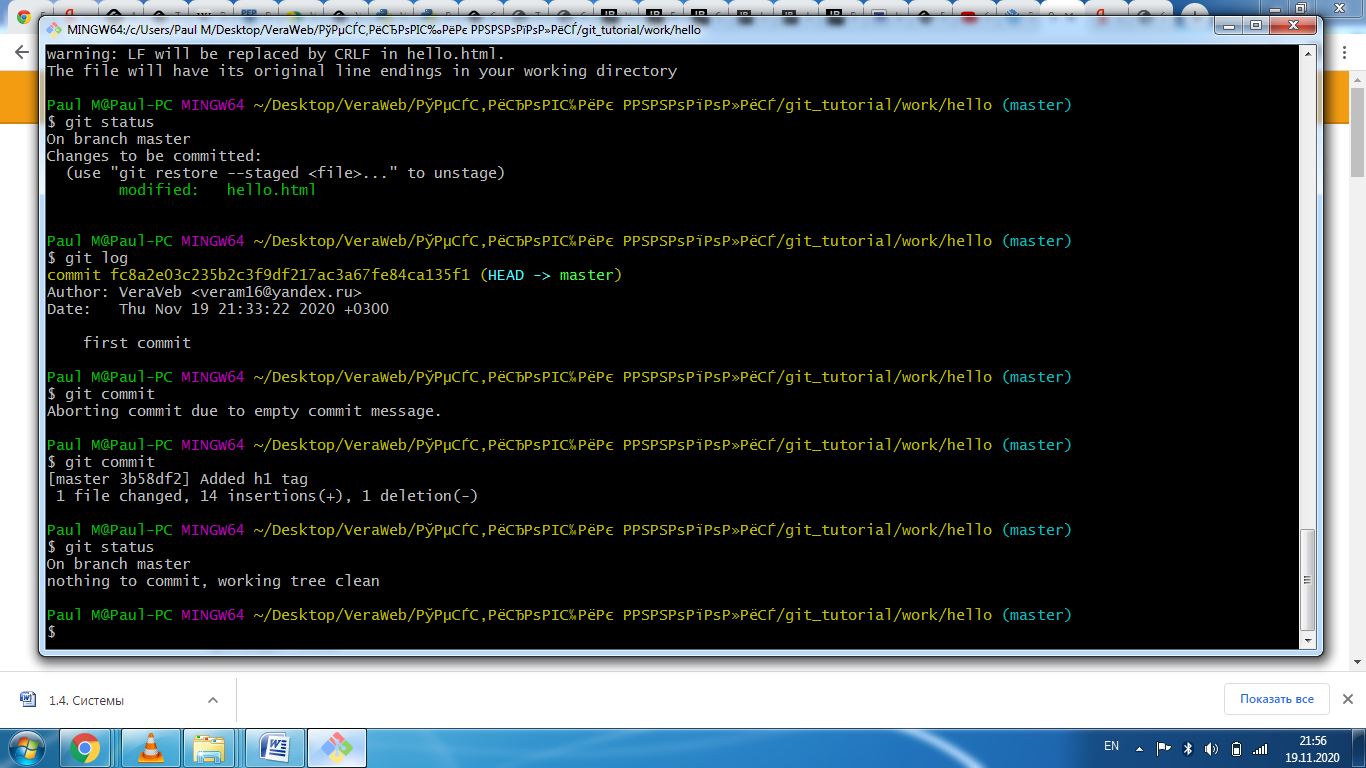 MINGW64:/c/Users/Paul M/Desktop/VeraWeb/РўРµСЃС‚РёСЂРѕРІС‰РёРє РРЅРЅРѕРїРѕР»РёСЃ/git_tutorial/work/hello
warning: LF will be replaced by CRLF in hello.html.
The file will have its original line endings in your working directory
Paul M@Paul-PC MINGW64 ~/Desktop/VeraWeb/РўРµСЃС‚РёСЂРѕРІС‰РёРє РРЅРЅРѕРїРѕР»РёСЃ/git_tutorial/work/hello (master)
$ git status
On branch master
Changes to be committed:
(use "git restore --staged <file>..." to unstage)
modified: hello.html
Paul M@Paul-PC MINGW64 ~/Desktop/VeraWeb/РўРµСЃС‚РёСЂРѕРІС‰РёРє РРЅРЅРѕРїРѕР»РёСЃ/git_tutorial/work/hello (master)
$ git log
commit fc8a2e03c235b2c3f9df217ac3a67fe84ca135f1 (HEAD -> master)
Author: VeraVeb <veram16@yandex.ru>
Date: Thu Nov 19 21:33:22 2020 +0300
first commit
Paul M@Paul-PC MINGW64 ~/Desktop/VeraWeb/РўРµСЃС‚РёСЂРѕРІС‰РёРє РРЅРЅРѕРїРѕР»РёСЃ/git_tutorial/work/hello (master)
$ git commit
Aborting commit due to empty commit message.
Paul M@Paul-PC MINGW64 ~/Desktop/VeraWeb/РўРµСЃС‚РёСЂРѕРІС‰РёРє РРЅРЅРѕРїРѕР»РёСЃ/git_tutorial/work/hello (master)
$ git commit
[master 3b58df2] Added h1 tag
1 file changed, 14 insertions(+), 1 deletion(-)
Paul M@Paul-PC MINGW64 ~/Desktop/VeraWeb/РўРµСЃС‚РёСЂРѕРІС‰РёРє РРЅРЅРѕРїРѕР»РёСЃ/git_tutorial/work/hello (master)
$ git status
On branch master
nothing to commit, working tree clean
Paul M@Paul-PC MINGW64 ~/Desktop/VeraWeb/РўРµСЃС‚РёСЂРѕРІС‰РёРє РРЅРЅРѕРїРѕР»РёСЃ/git_tutorial/work/hello (master)
$
1.4. Системы
Показать все
EN
21:56
19.11.2020